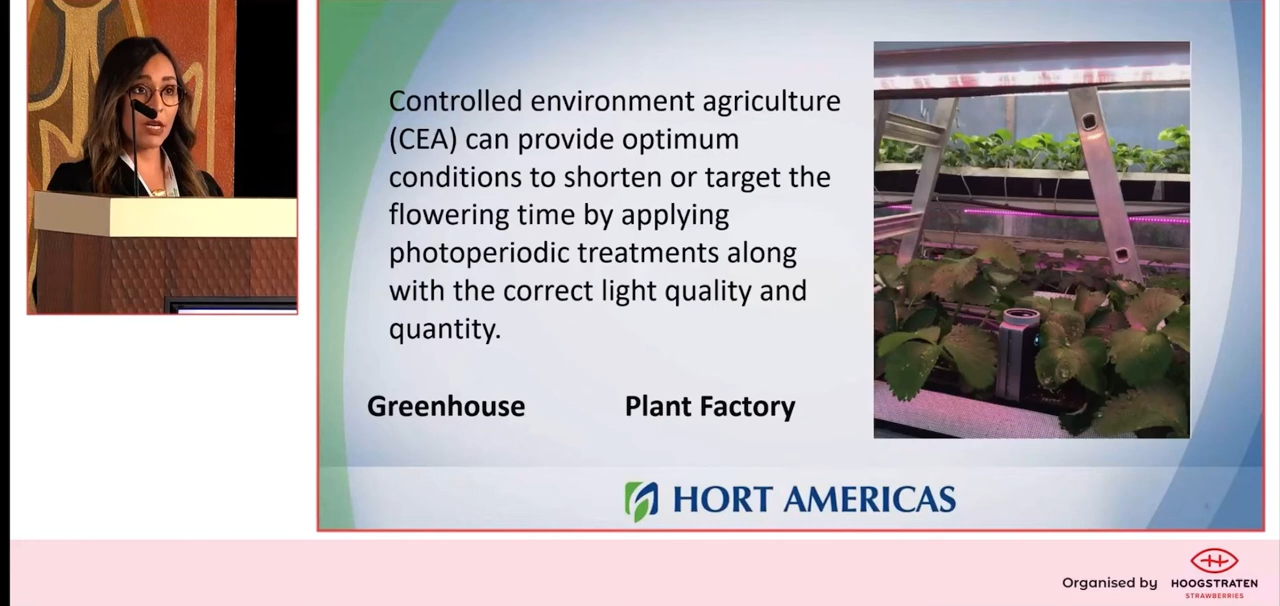 Controlled environment agriculture
(CEA) can provide optimum
conditions to shorten or target the
flowering time by applying
photoperiodic treatments along
with the correct light quality and
quantity.
Greenhouse Plant Factory
HORT AMERICAS
Organised by
HOOGSTRATEN
STRAWBERRIES